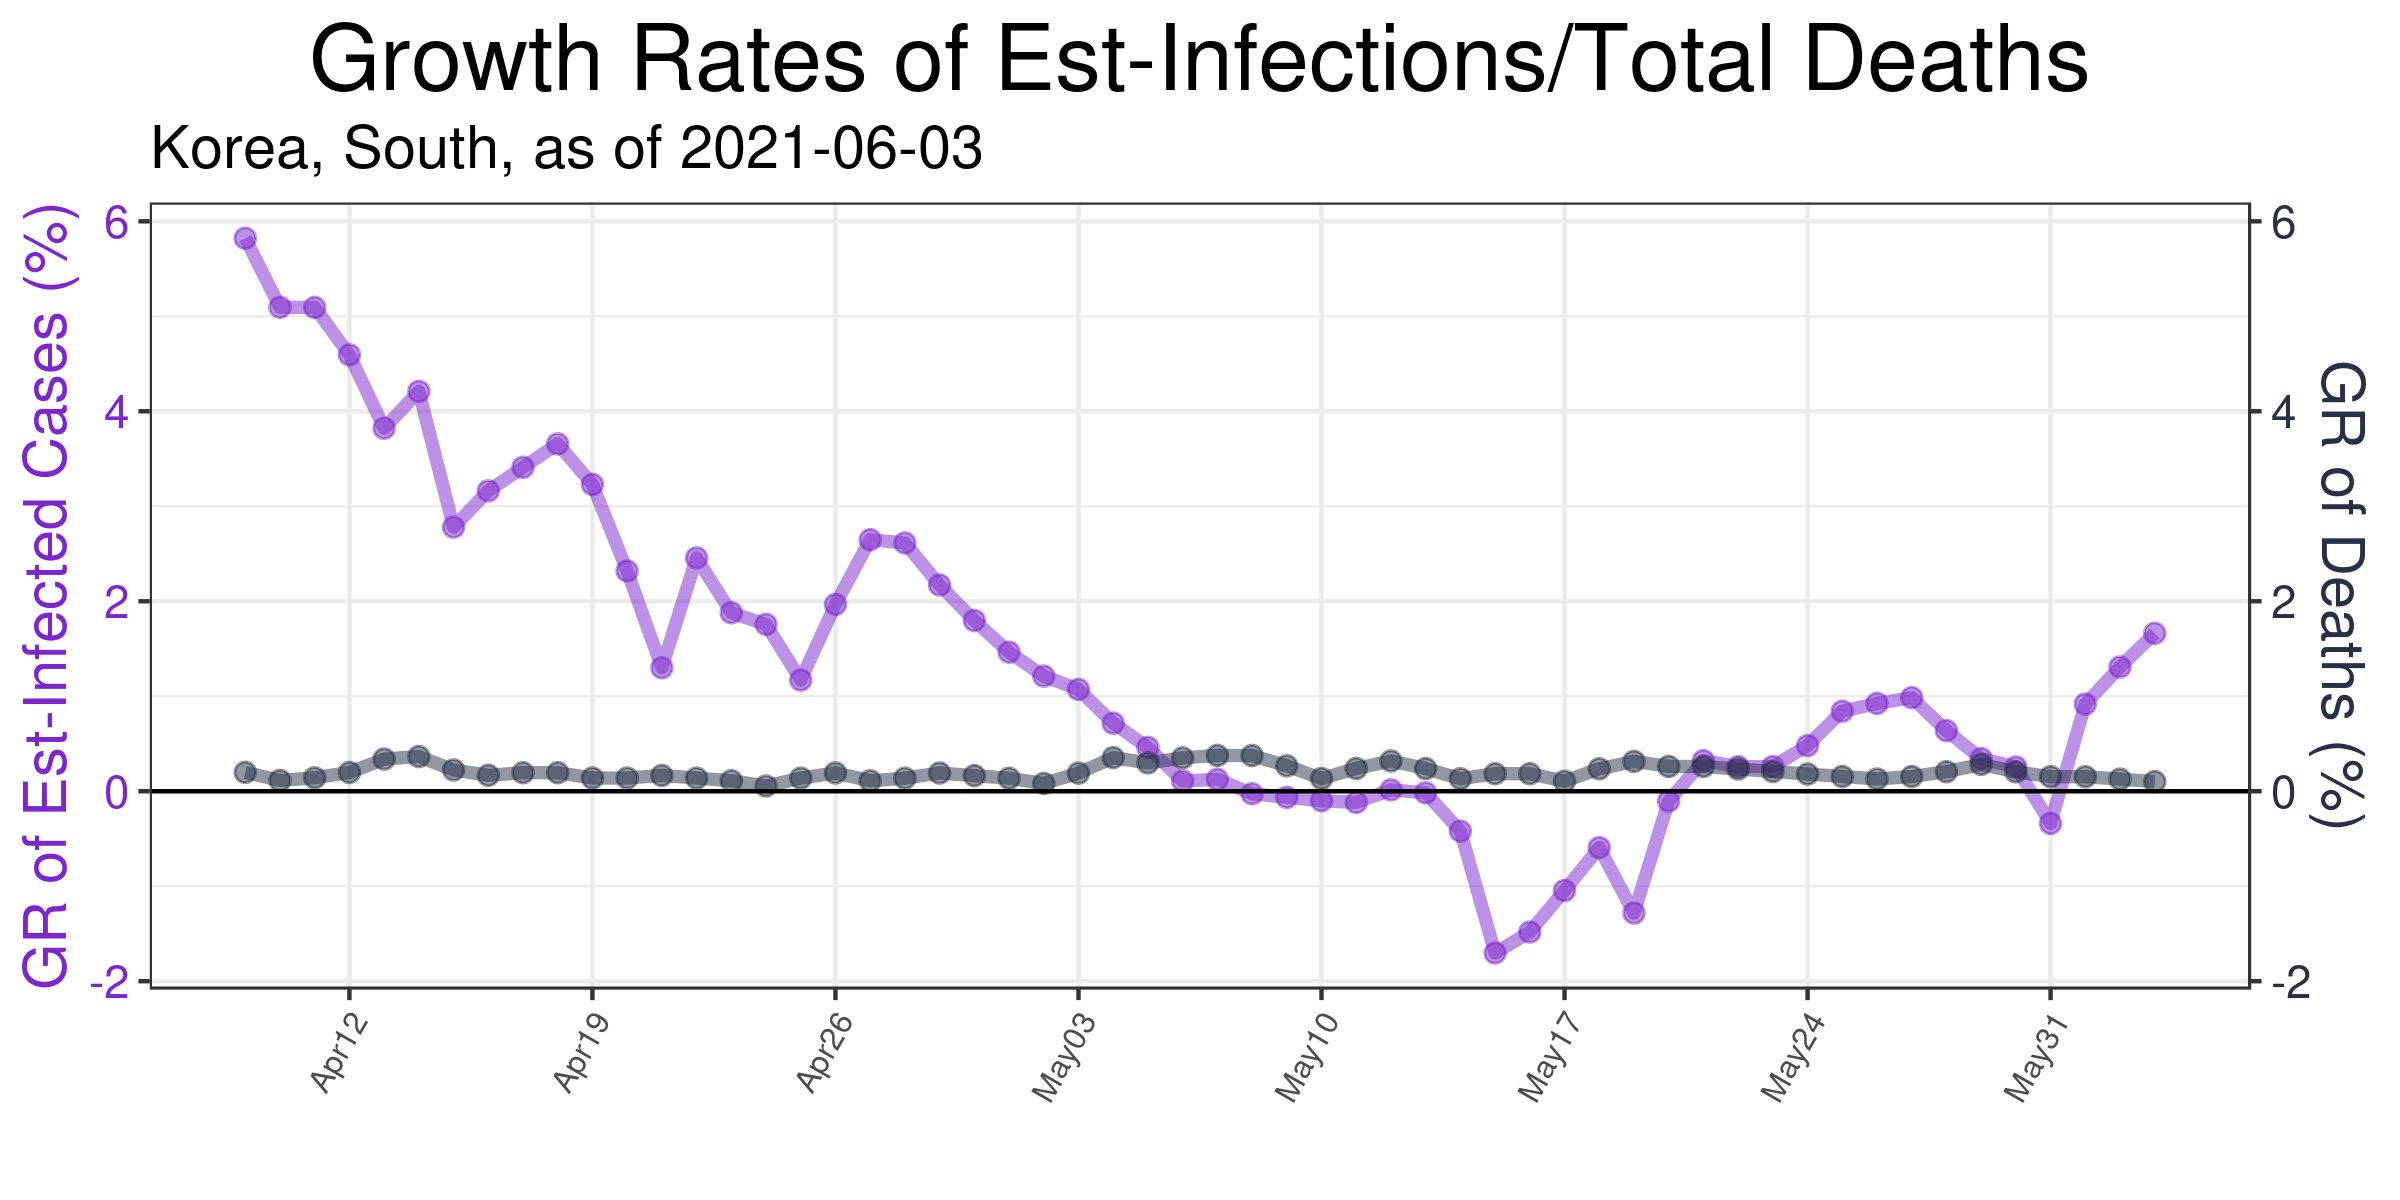 Growth Rates of Est-Infections/Total Deaths
Korea, South, as of 2021-06-03
GR of Est-Infected Cases (%)
6
4
2
0
-2
6
4
2
0
-2
GR of Deaths (%)
Apr12
Apr19
Apr26
May03
May10
May17
May24
May31